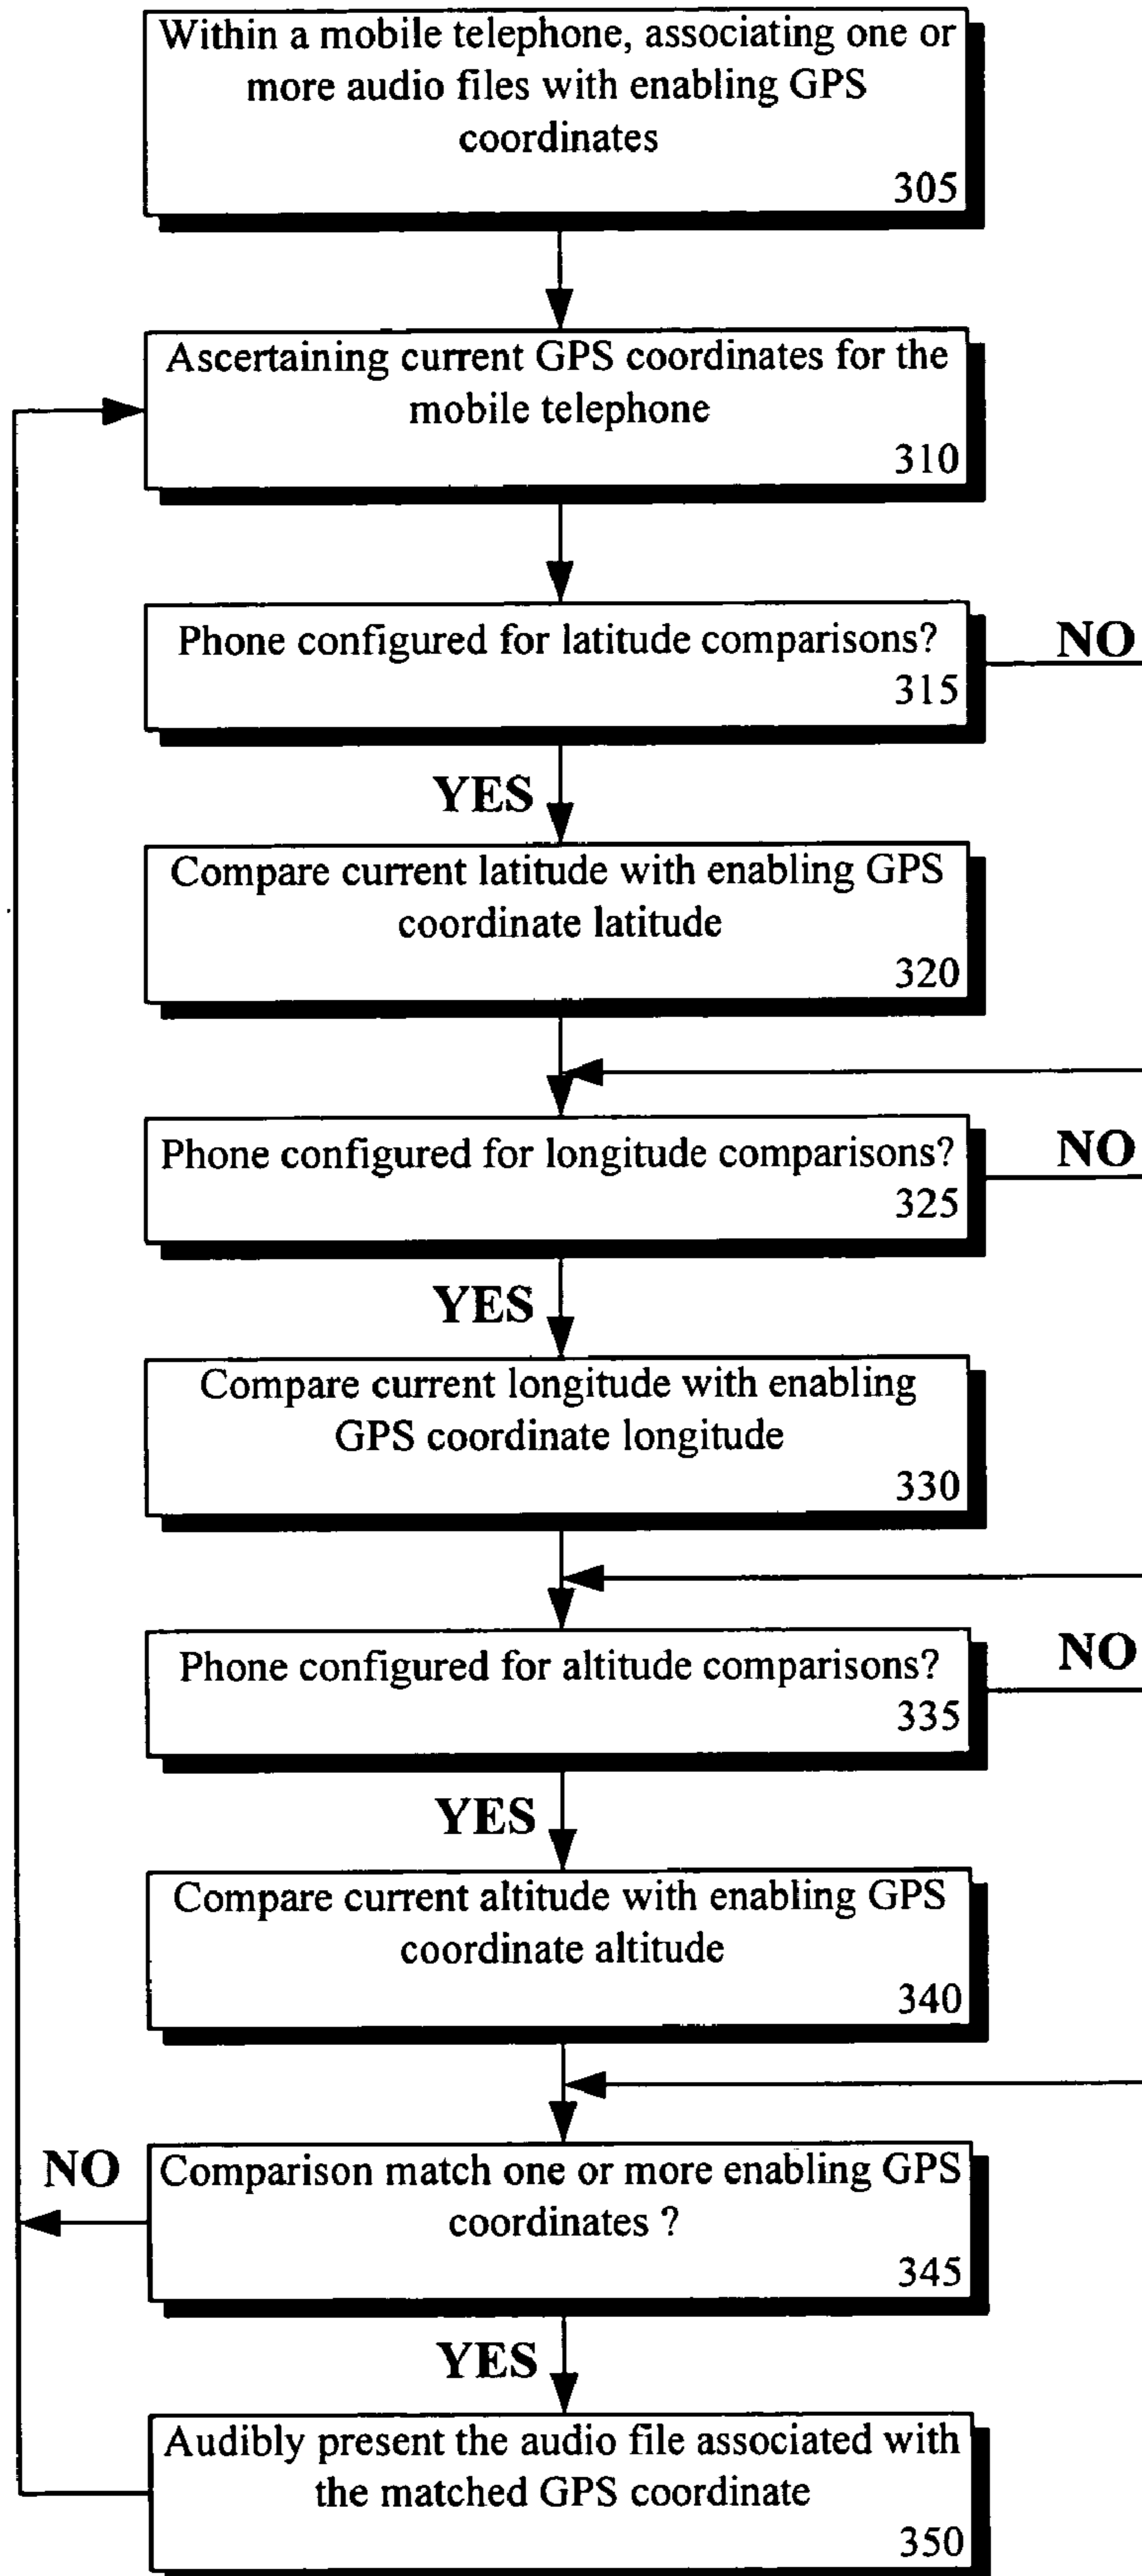 Within a mobile telephone, associating one or
more audio files with enabling GPS
coordinates
305
Ascertaining current GPS coordinates for the
mobile telephone
310
Phone configured for latitude comparisons?
315
NO
YES
Compare current latitude with enabling GPS
coordinate latitude
320
Phone configured for longitude comparisons?
325
NO
YES
Compare current longitude with enabling
GPS coordinate longitude
330
Phone configured for altitude comparisons?
335
NO
YES
Compare current altitude with enabling GPS
coordinate altitude
340
NO
Comparison match one or more enabling GPS
coordinates ?
345
YES
Audibly present the audio file associated with
the matched GPS coordinate
350